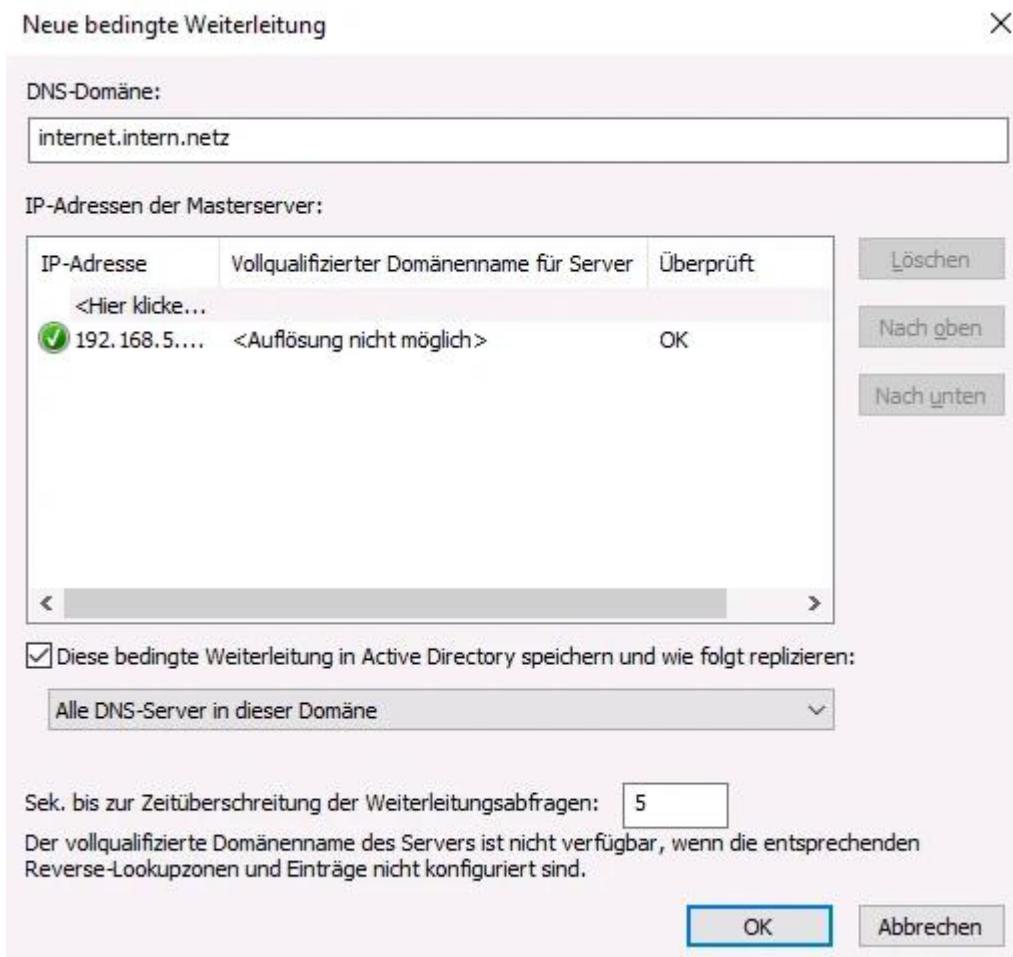 Neue bedingte Weiterleitung
DNS-Domäne:
internet.intern.netz
IP-Adressen der Masterserver:
IP-Adresse Vollqualifizierter Domänenname für Server Überprüft
<Hier klicke...
192.168.5.... <Auflösung nicht möglich> OK
Löschen
Nach oben
Nach unten
Diese bedingte Weiterleitung in Active Directory speichern und wie folgt replizieren:
Alle DNS-Server in dieser Domäne
Sek. bis zur Zeitüberschreitung der Weiterleitungsabfragen: 5
Der vollqualifizierte Domänenname des Servers ist nicht verfügbar, wenn die entsprechenden
Reverse-Lookupzonen und Einträge nicht konfiguriert sind.
OK Abbrechen